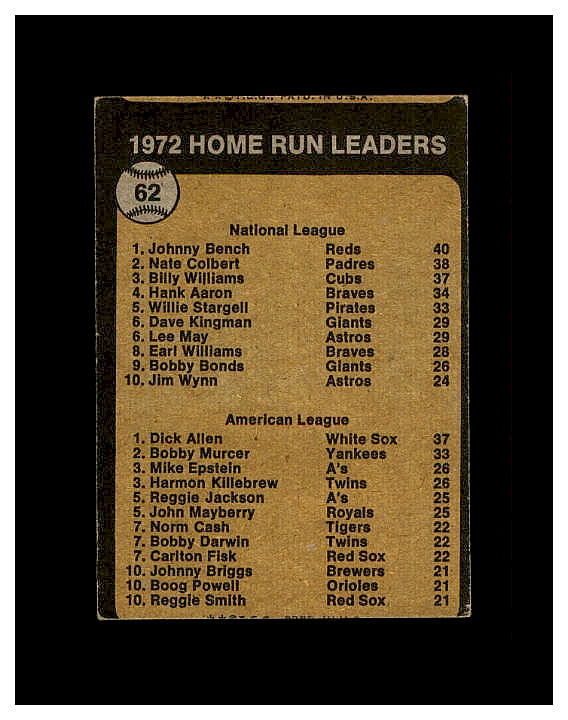 1972 HOME RUN LEADERS
62
National League
1. Johnny Bench Reds 40
2. Nate Colbert Padres 38
3. Billy Williams Cubs 37
4. Hank Aaron Braves 34
5. Willie Stargell Pirates 33
6. Dave Kingman Giants 29
6. Lee May Astros 29
8. Earl Williams Braves 28
9. Bobby Bonds Giants 26
10. Jim Wynn Astros 24
American League
1. Dick Allen White Sox 37
2. Bobby Murcer Yankees 33
3. Mike Epstein A's 26
3. Harmon Killebrew Twins 26
5. Reggie Jackson A's 25
5. John Mayberry Royals 25
7. Norm Cash Tigers 22
7. Bobby Darwin Twins 22
7. Carlton Fisk Red Sox 22
10. Johnny Briggs Brewers 21
10. Boog Powell Orioles 21
10. Reggie Smith Red Sox 21